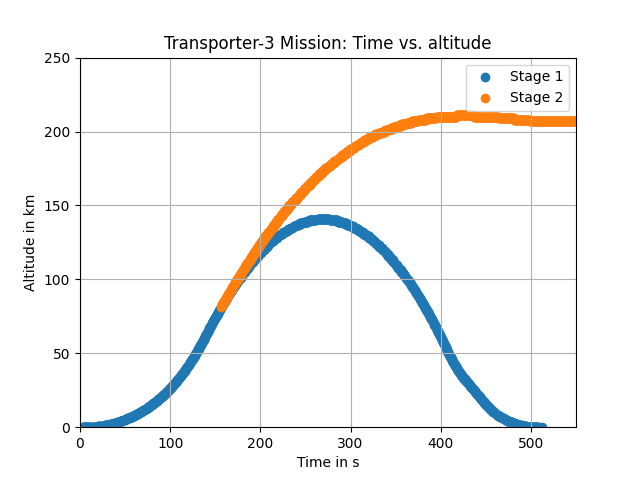 Transporter-3 Mission: Time vs. altitude
Stage 1
Stage 2
250
200
150
100
50
0
Altitude in km
0 100 200 300 400 500
Time in s